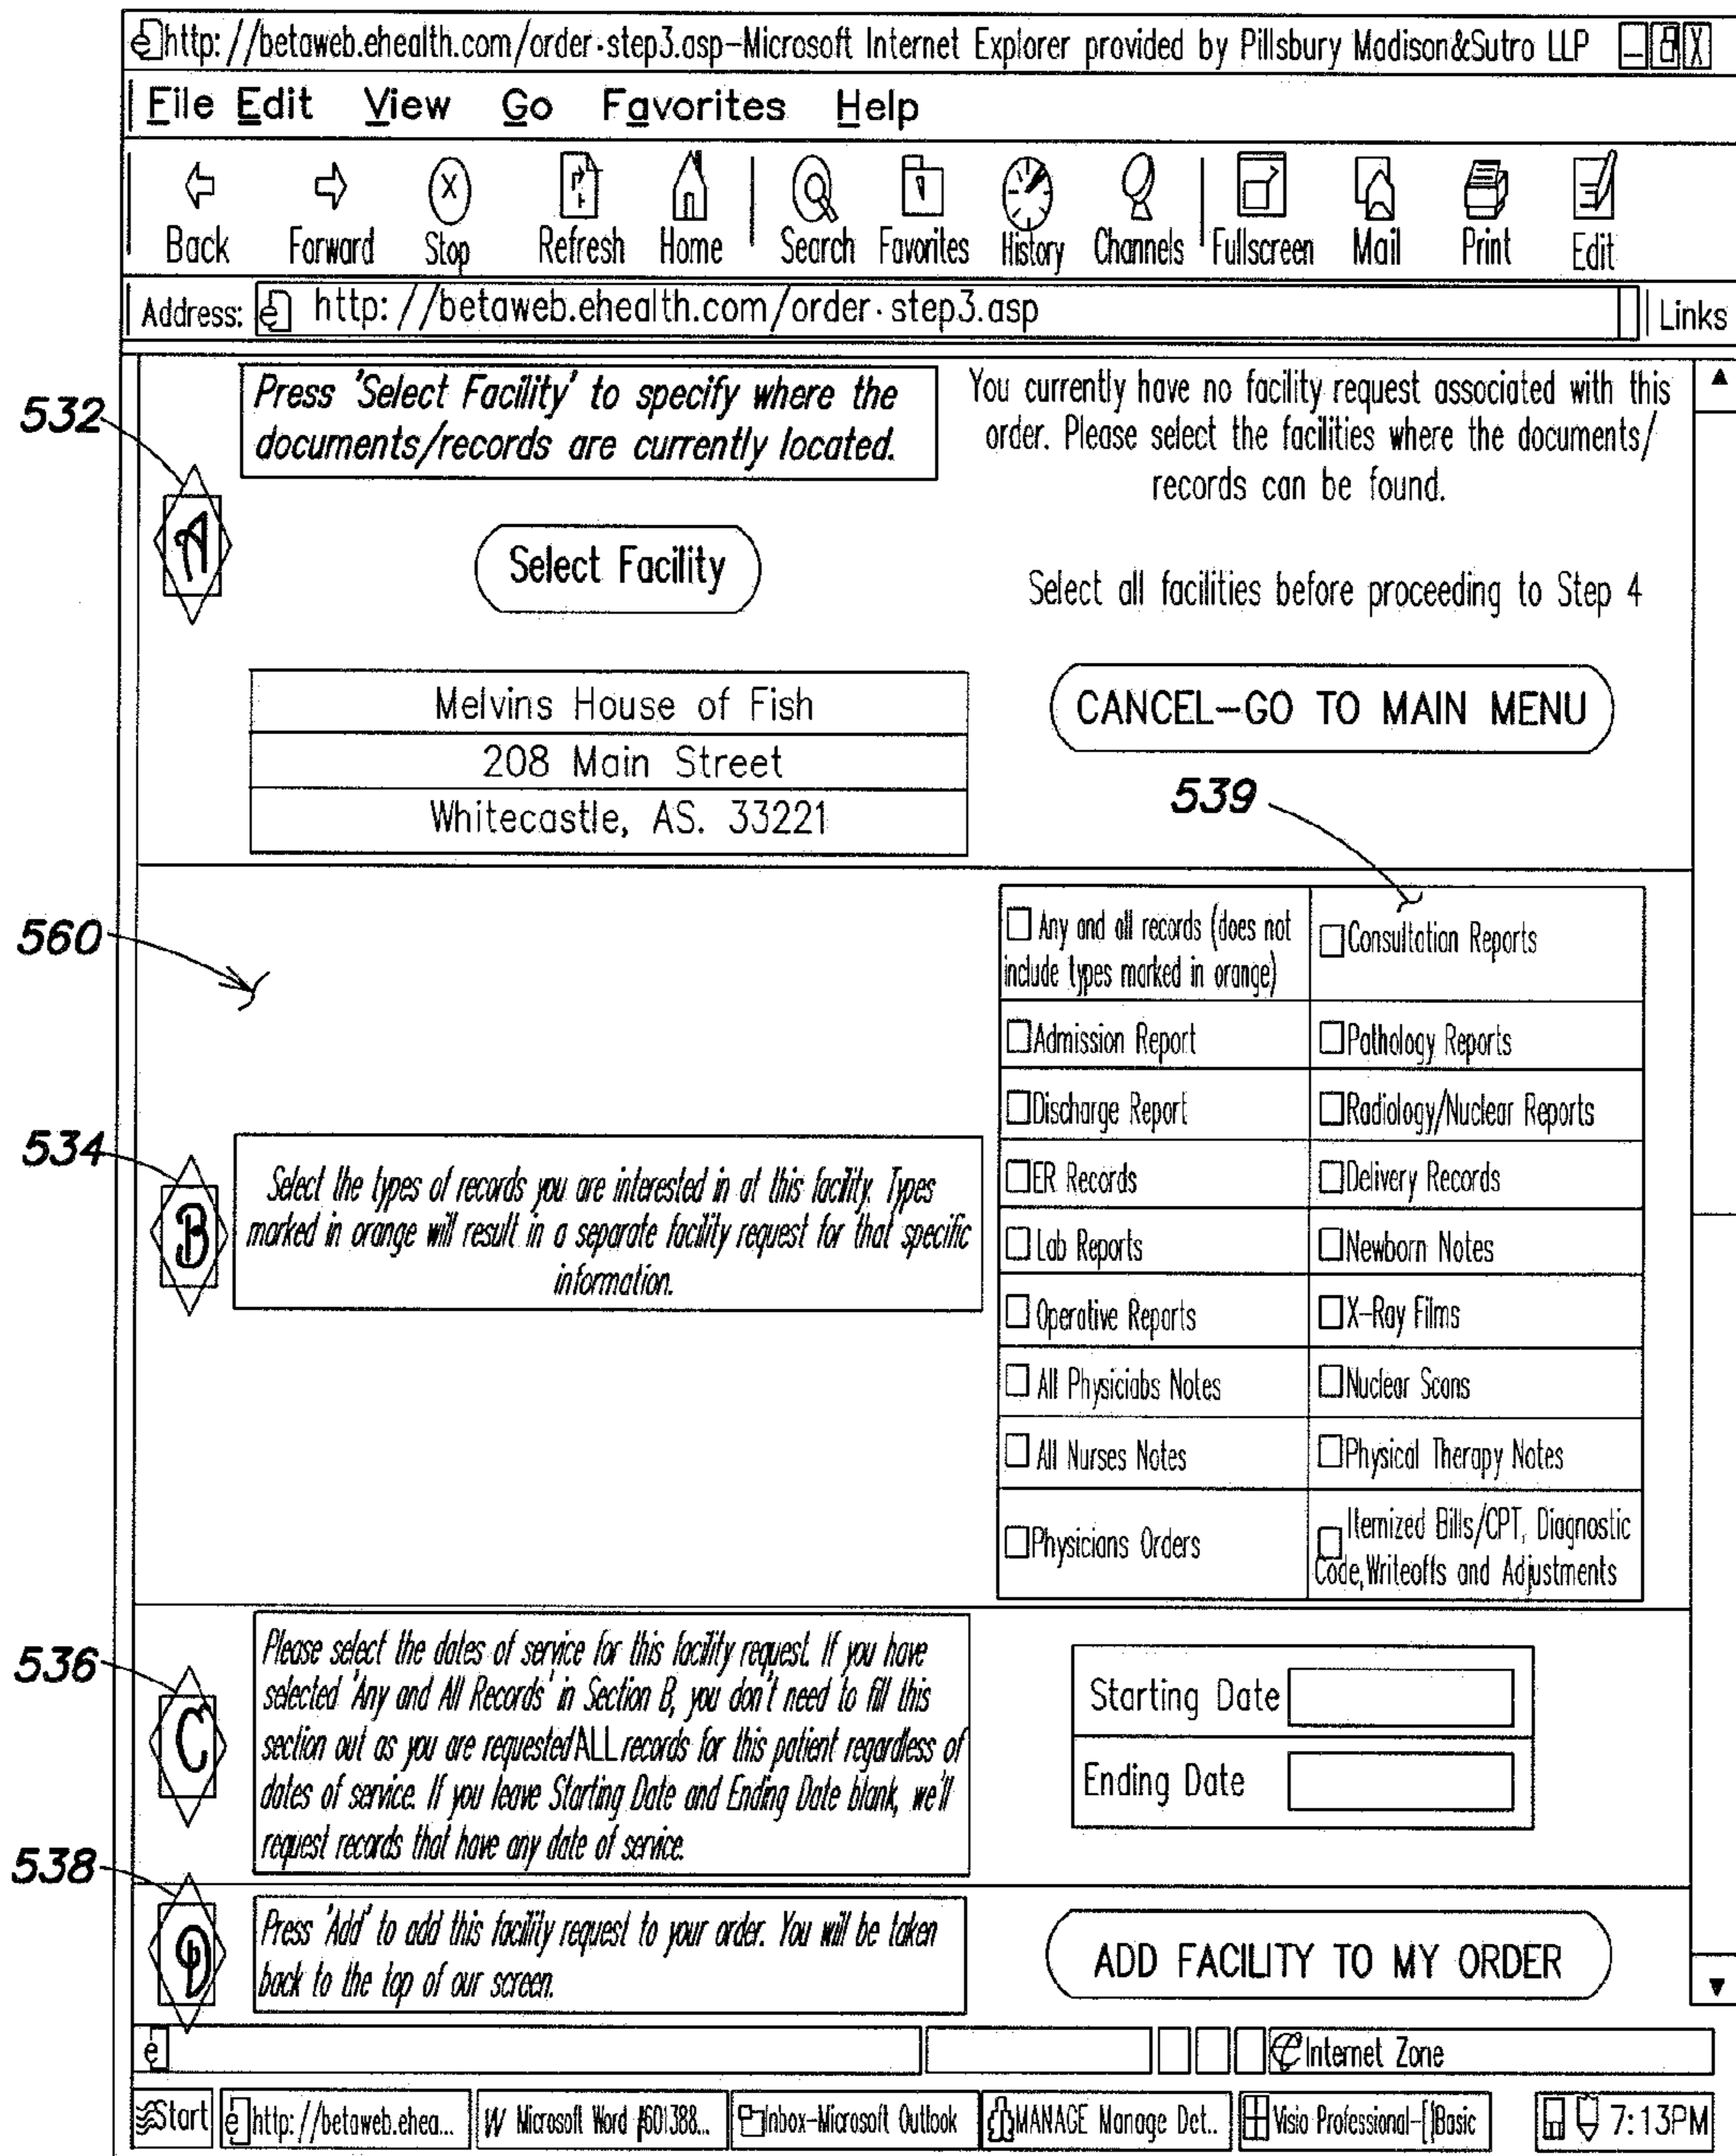 http://betaweb.ehealth.com/order-step3.asp-Microsoft Internet Explorer provided by Pillsbury Madison&Sutro LLP
File Edit View Go Favorites Help
Back Forward Stop Refresh Home Search Favorites History Channels Fullscreen Mail Print Edit
Address: http://betaweb.ehealth.com/order-step3.asp Links
532
A
Press 'Select Facility' to specify where the
documents/records are currently located.
Select Facility
You currently have no facility request associated with this
order. Please select the facilities where the documents/
records can be found.
Select all facilities before proceeding to Step 4
Melvins House of Fish
208 Main Street
Whitecastle, AS. 33221
CANCEL-GO TO MAIN MENU
539
560
534
B
Select the types of records you are interested in at this facility. Types
marked in orange will result in a separate facility request for that specific
information.
Any and all records (does not
include types marked in orange)
Consultation Reports
Admission Report
Pathology Reports
Discharge Report
Radiology/Nuclear Reports
ER Records
Delivery Records
Lab Reports
Newborn Notes
Operative Reports
X-Ray Films
All Physiciabs Notes
Nuclear Scans
All Nurses Notes
Physical Therapy Notes
Physicians Orders
Itemized Bills/CPT, Diagnostic
Code, Writeoffs and Adjustments
536
C
Please select the dates of service for this facility request. If you have
selected 'Any and All Records' in Section B, you don't need to fill this
section out as you are requested ALL records for this patient regardless of
dates of service. If you leave Starting Date and Ending Date blank, we'll
request records that have any date of service.
Starting Date
Ending Date
538
D
Press 'Add' to add this facility request to your order. You will be taken
back to the top of our screen.
ADD FACILITY TO MY ORDER
Internet Zone
Start http://betaweb.ehea... Microsoft Word #601388... Inbox-Microsoft Outlook MANAGE Manage Det.. Visio Professional-[Basic 7:13PM